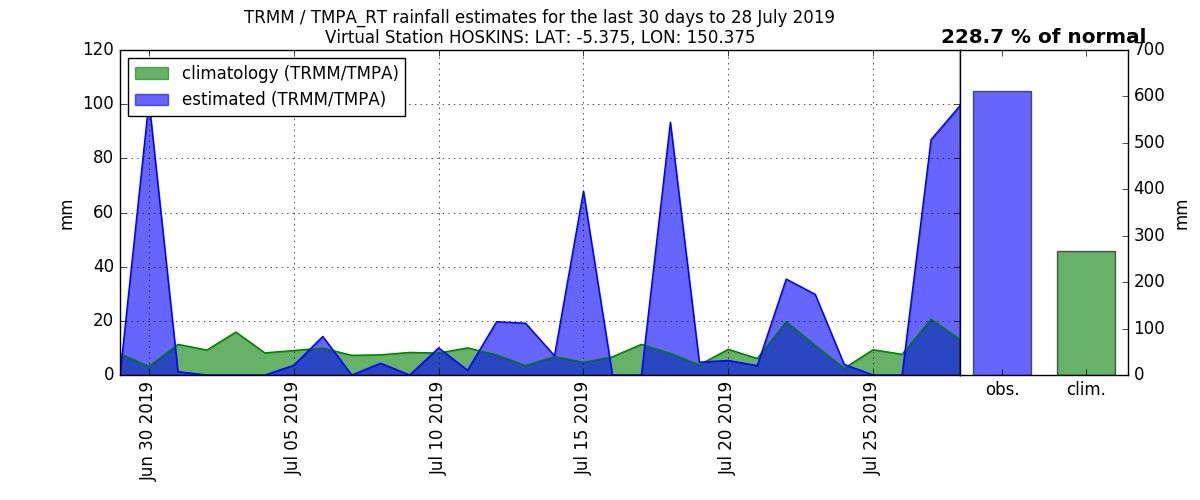 TRMM / TMPA_RT rainfall estimates for the last 30 days to 28 July 2019
Virtual Station HOSKINS: LAT: -5.375, LON: 150.375
228.7 % of normal
climatology (TRMM/TMPA)
estimated (TRMM/TMPA)
120
100
80
60
40
20
0
mm
Jun 30 2019
Jul 05 2019
Jul 10 2019
Jul 15 2019
Jul 20 2019
Jul 25 2019
700
600
500
400
300
200
100
0
mm
obs.
clim.